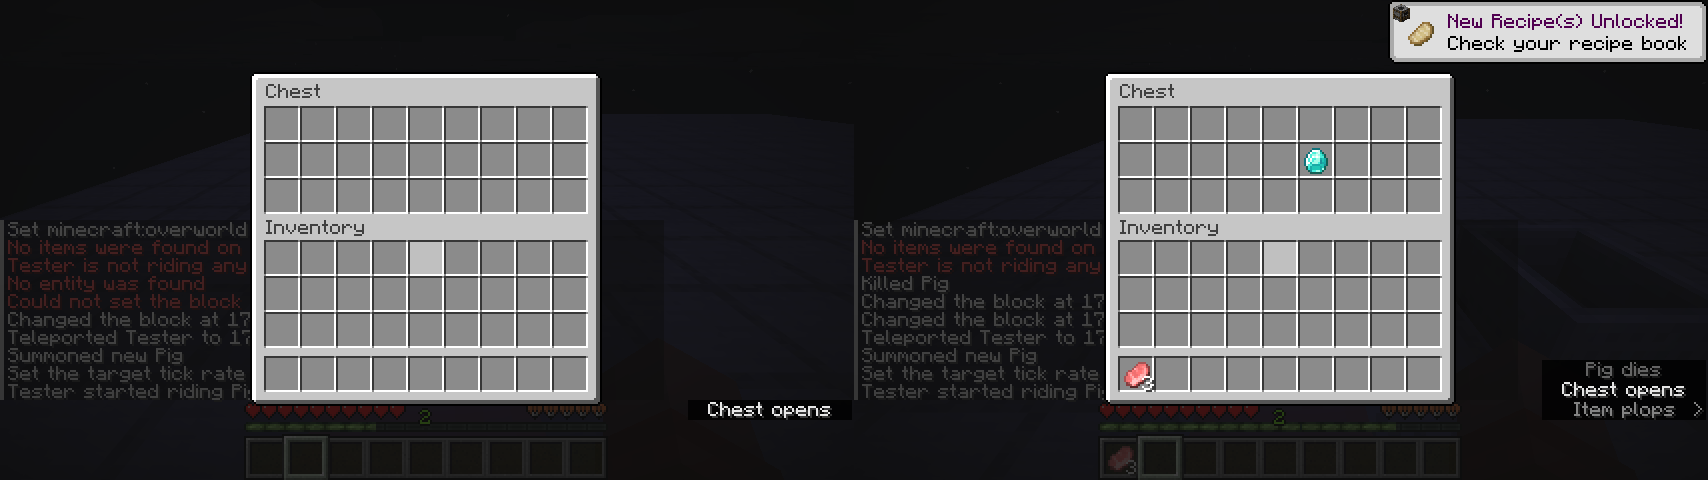 Chest
Inventory
Set minecraft:overworld
No items were found on
Tester is not riding any
No entity was found
Could not set the block
Changed the block at 17
Teleported Tester to 17
Summoned new Pig
Set the target tick rate
Tester started riding Pi
2
Chest opens
New Recipe(s) Unlocked!
Check your recipe book
Chest
Inventory
3
Set minecraft:overworld
No items were found on
Tester is not riding any
Killed Pig
Changed the block at 17
Changed the block at 17
Teleported Tester to 17
Summoned new Pig
Set the target tick rate
Tester started riding Pi
2
3
Pig dies
Chest opens
Item plops >